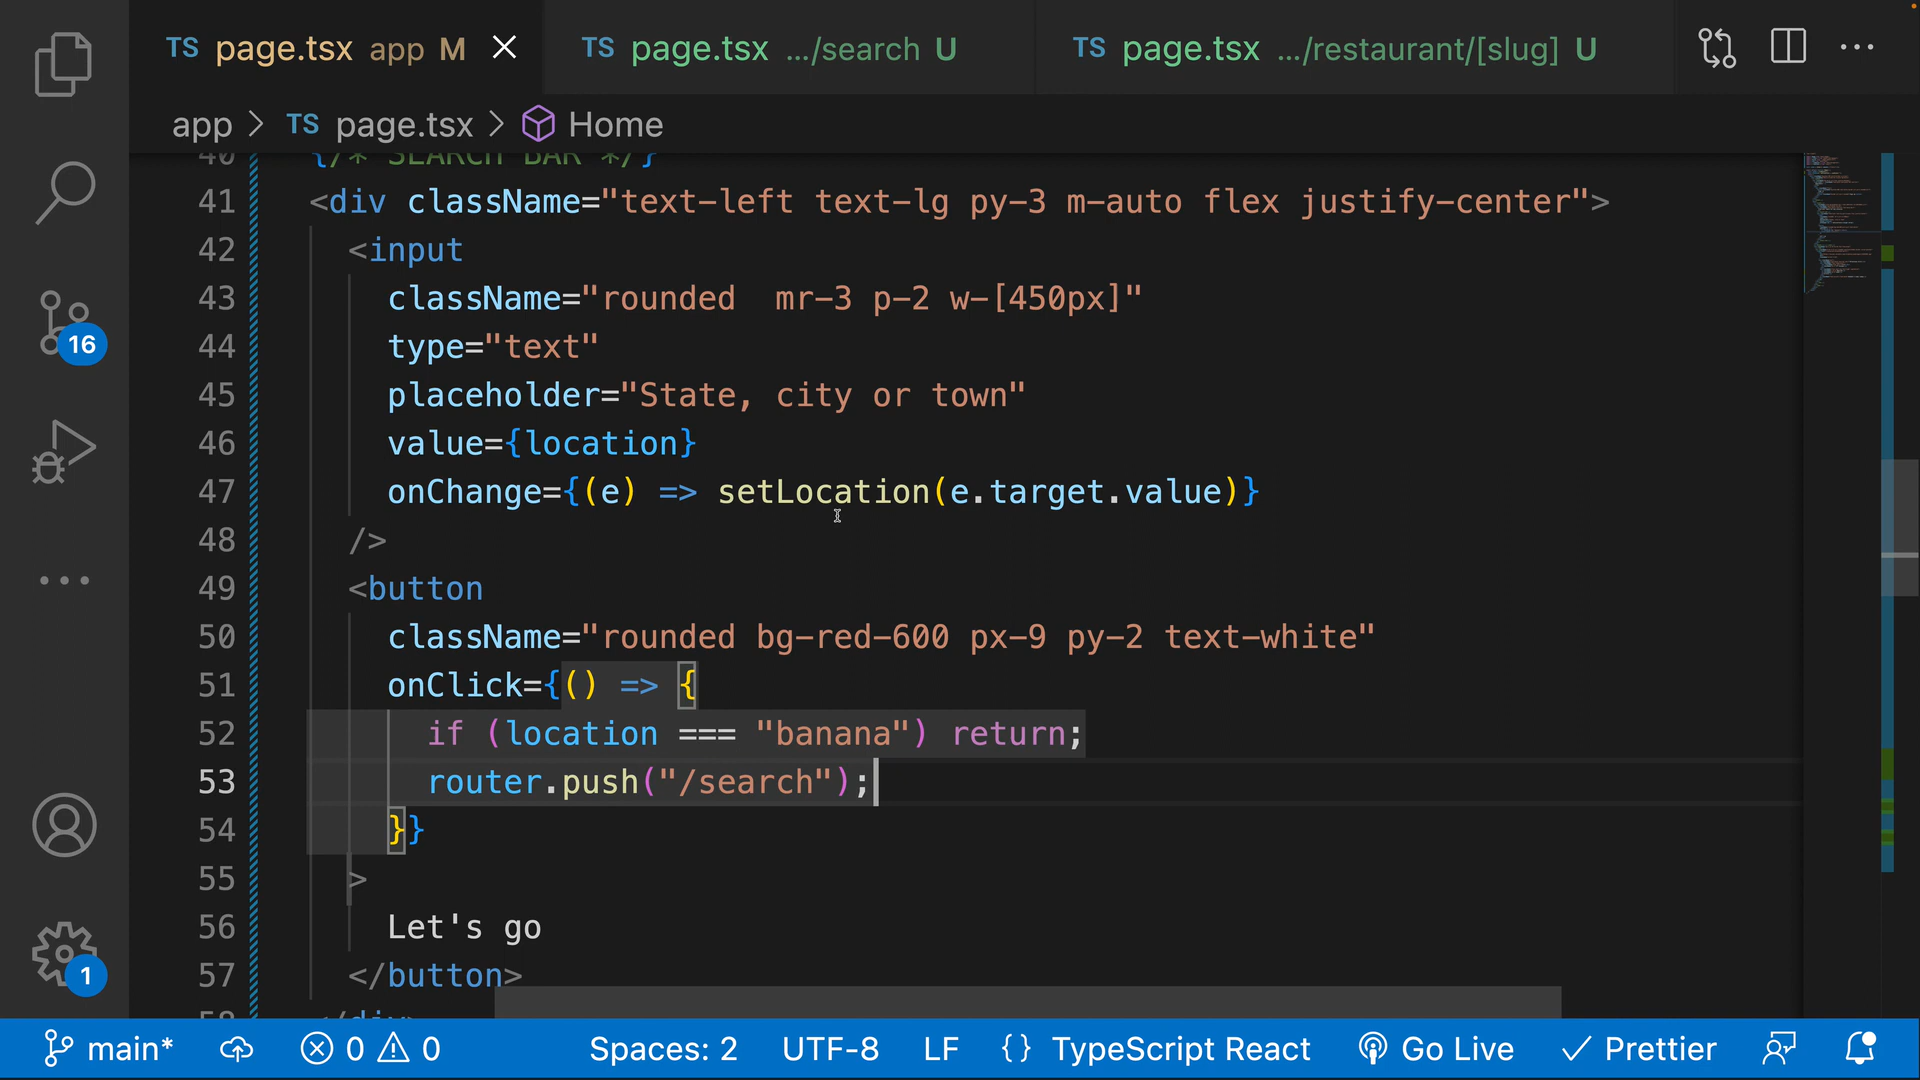 TS page.tsx app M
TS page.tsx .../search U
TS page.tsx .../restaurant/[slug] U
app > TS page.tsx > Home
40 {/* SEARCH BAR */}
41 <div className="text-left text-lg py-3 m-auto flex justify-center">
42 <input
43 className="rounded  mr-3 p-2 w-[450px]"
44 type="text"
45 placeholder="State, city or town"
46 value={location}
47 onChange={(e) => setLocation(e.target.value)}
48 />
49 <button
50 className="rounded bg-red-600 px-9 py-2 text-white"
51 onClick={() => {
52 if (location === "banana") return;
53 router.push("/search");
54 }}
55 >
56 Let's go
57 </button>
58 </div>
16
1
main* 0 0 Spaces: 2 UTF-8 LF {} TypeScript React Go Live Prettier